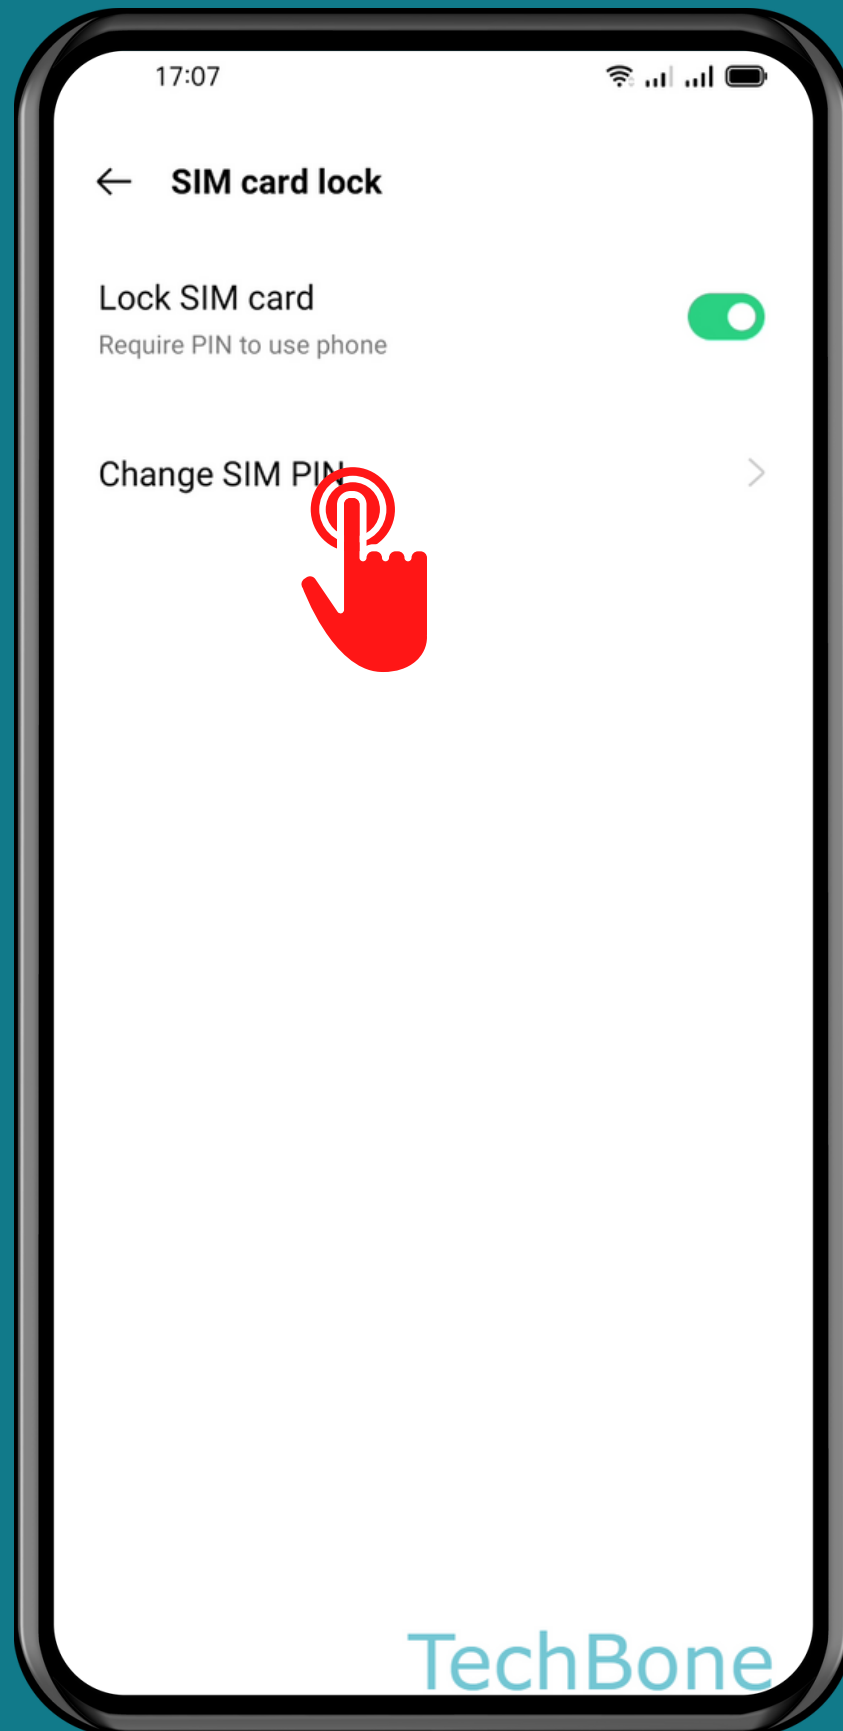 17:07
SIM card lock
Lock SIM card
Require PIN to use phone
Change SIM PIN
TechBone